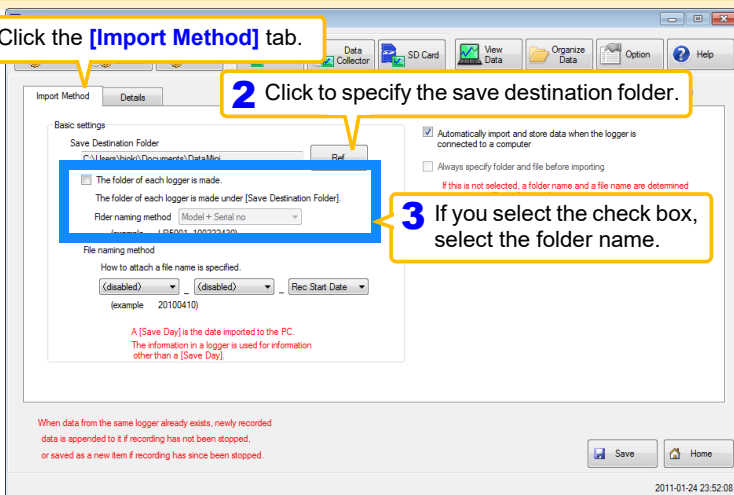 Click the [Import Method] tab.
Data
Collector
SD Card
View
Data
Organize
Data
Option
Help
Import Method
Details
2 Click to specify the save destination folder.
Basic settings
Save Destination Folder
C:\Users\hioki\Documents\DataMini
Ref
Automatically import and store data when the logger is
connected to a computer
Always specify folder and file before importing
If this is not selected, a folder name and a file name are determined
The folder of each logger is made.
The folder of each logger is made under [Save Destination Folder].
Flder naming method
Model + Serial no
(example LR5001_100222430)
3 If you select the check box,
select the folder name.
File naming method
How to attach a file name is specified.
(disabled) _ (disabled) _ Rec Start Date
(example 20100410)
A [Save Day] is the date imported to the PC.
The information in a logger is used for information
other than a [Save Day].
When data from the same logger already exists, newly recorded
data is appended to it if recording has not been stopped,
or saved as a new item if recording has since been stopped.
Save
Home
2011-01-24 23:52:08